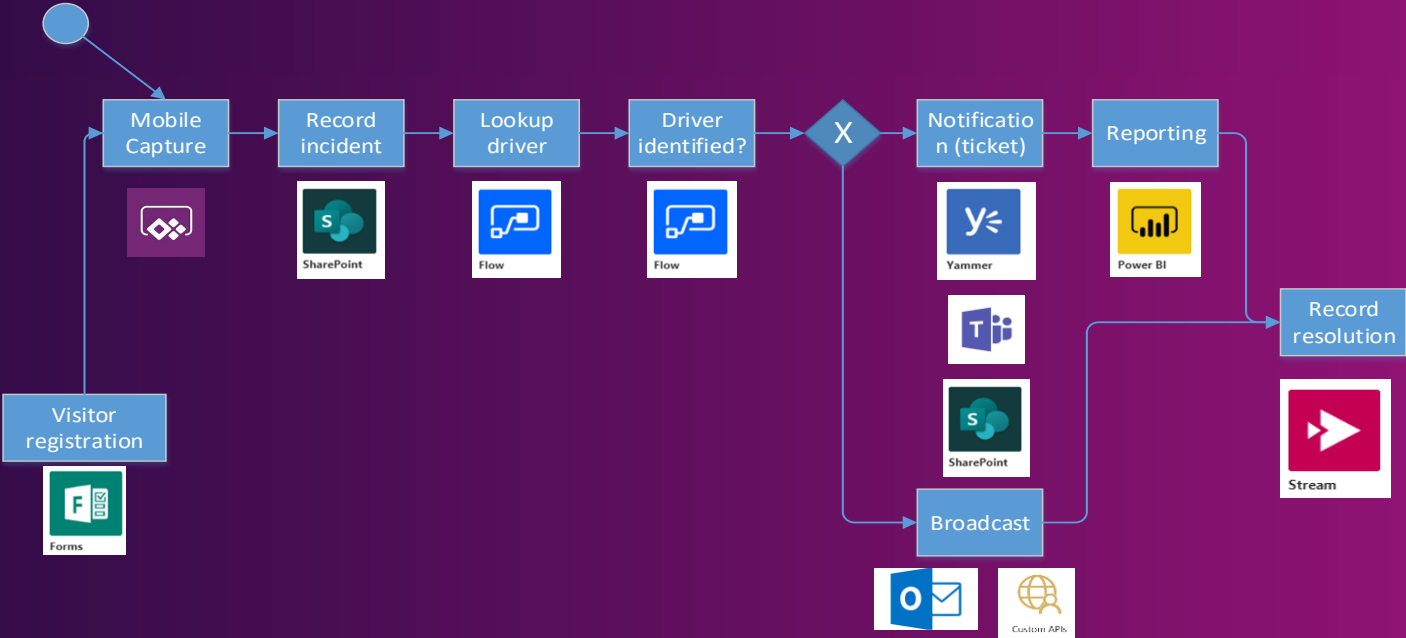 Mobile
Capture
Record
incident
Lookup
driver
Driver
identified?
X
Notificatio
n (ticket)
Reporting
S
SharePoint
Flow
Flow
Y
Yammer
Power BI
T
Record
resolution
S
SharePoint
Visitor
registration
F
Forms
Stream
Broadcast
O
Custom APIs